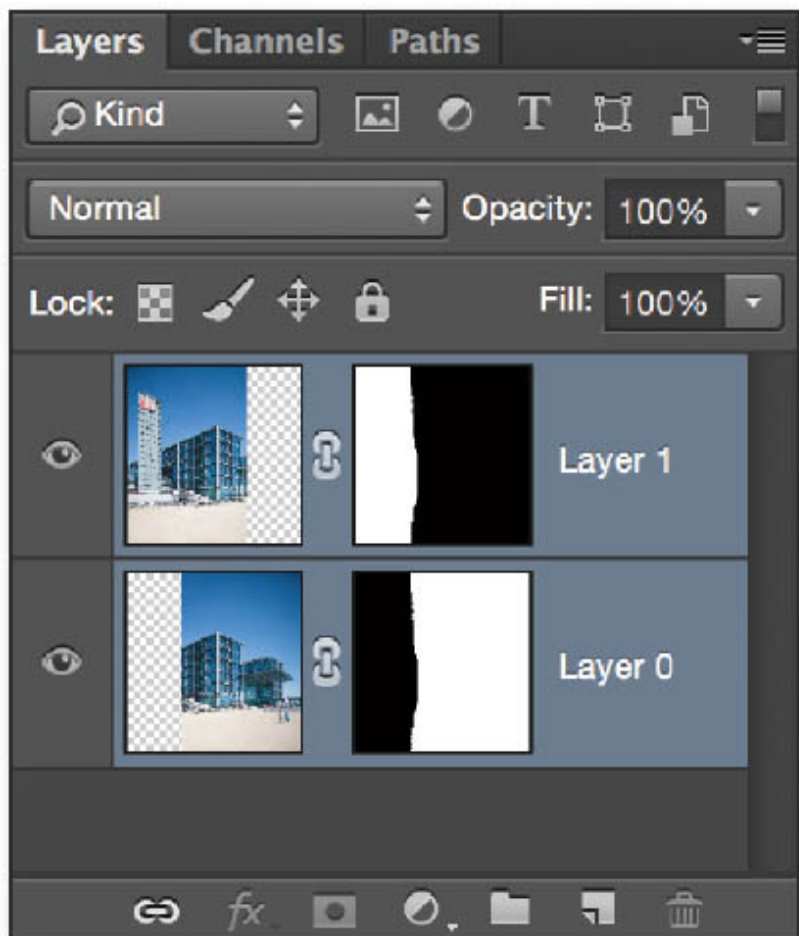 Layers Channels Paths
Kind T
Normal Opacity: 100%
Lock: Fill: 100%
Layer 1
Layer 0
fx